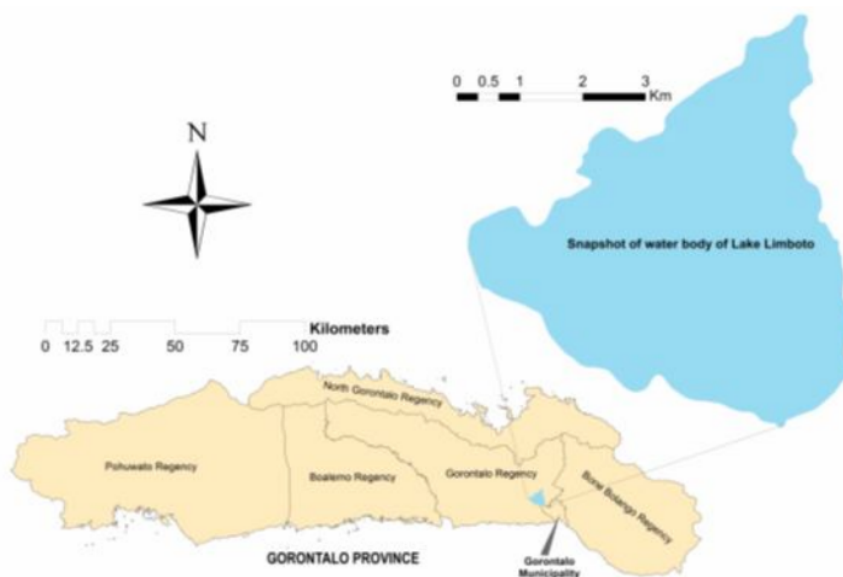 0 0.5 1 2 3
Km
N
Snapshot of water body of Lake Limboto
Kilometers
0 12.5 25 50 75 100
North Gorontalo Regency
Pohuwato Regency
Boalemo Regency
Gorontalo Regency
Bone Bolango Regency
GORONTALO PROVINCE
Gorontalo
Municipality